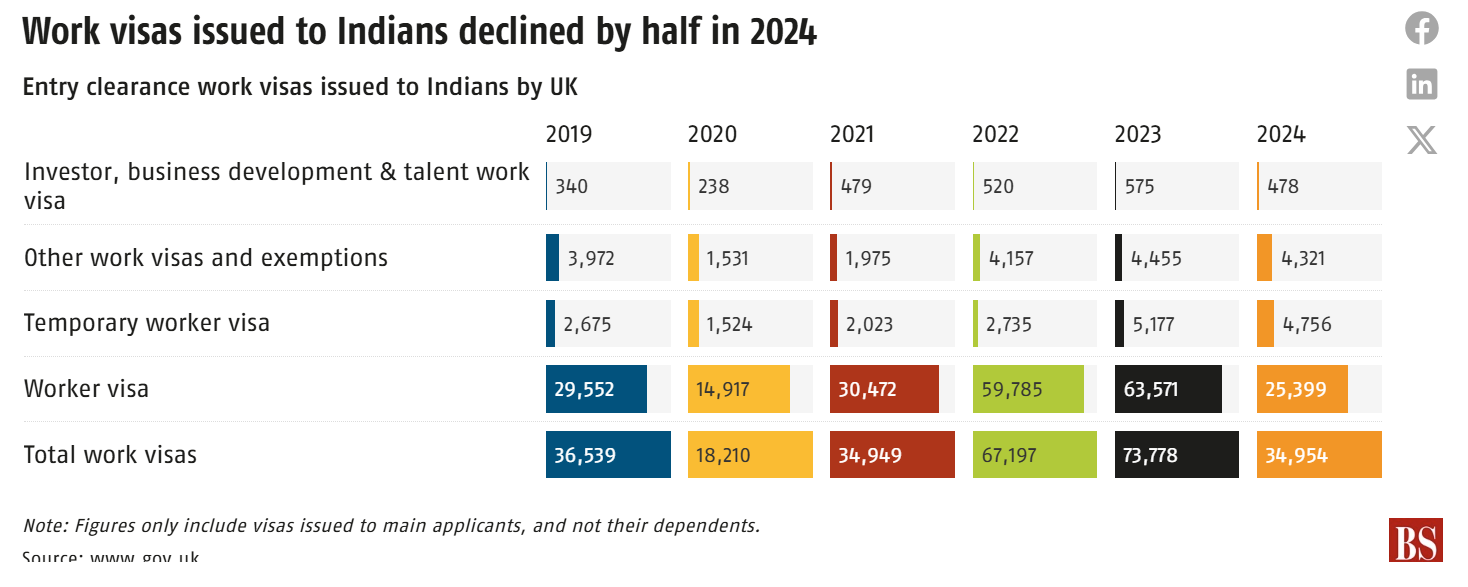 Work visas issued to Indians declined by half in 2024
Entry clearance work visas issued to Indians by UK
2019 2020 2021 2022 2023 2024
Investor, business development & talent work
visa
340 238 479 520 575 478
Other work visas and exemptions 3,972 1,531 1,975 4,157 4,455 4,321
Temporary worker visa 2,675 1,524 2,023 2,735 5,177 4,756
Worker visa 29,552 14,917 30,472 59,785 63,571 25,399
Total work visas 36,539 18,210 34,949 67,197 73,778 34,954
Note: Figures only include visas issued to main applicants, and not their dependents.
Source: www.gov.uk
BS